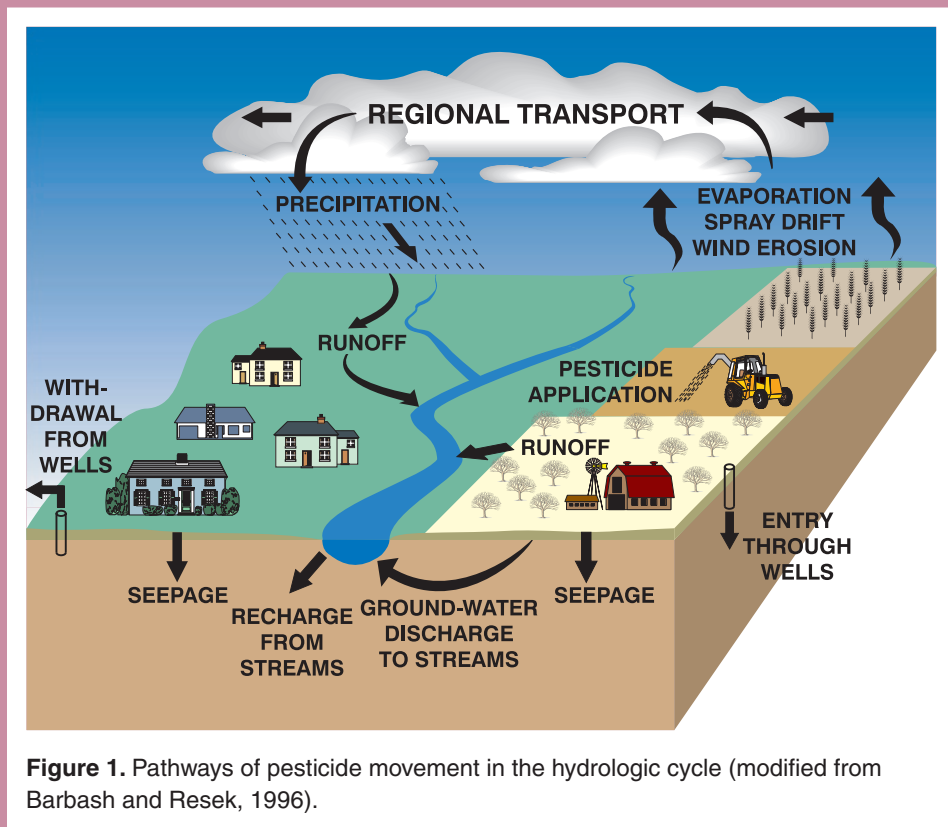 REGIONAL TRANSPORT
PRECIPITATION
EVAPORATION
SPRAY DRIFT
WIND EROSION
RUNOFF
PESTICIDE
APPLICATION
WITH-
DRAWAL
FROM
WELLS
RUNOFF
ENTRY
THROUGH
WELLS
SEEPAGE
RECHARGE
FROM
STREAMS
GROUND-WATER
DISCHARGE
TO STREAMS
SEEPAGE
Figure 1. Pathways of pesticide movement in the hydrologic cycle (modified from
Barbash and Resek, 1996).